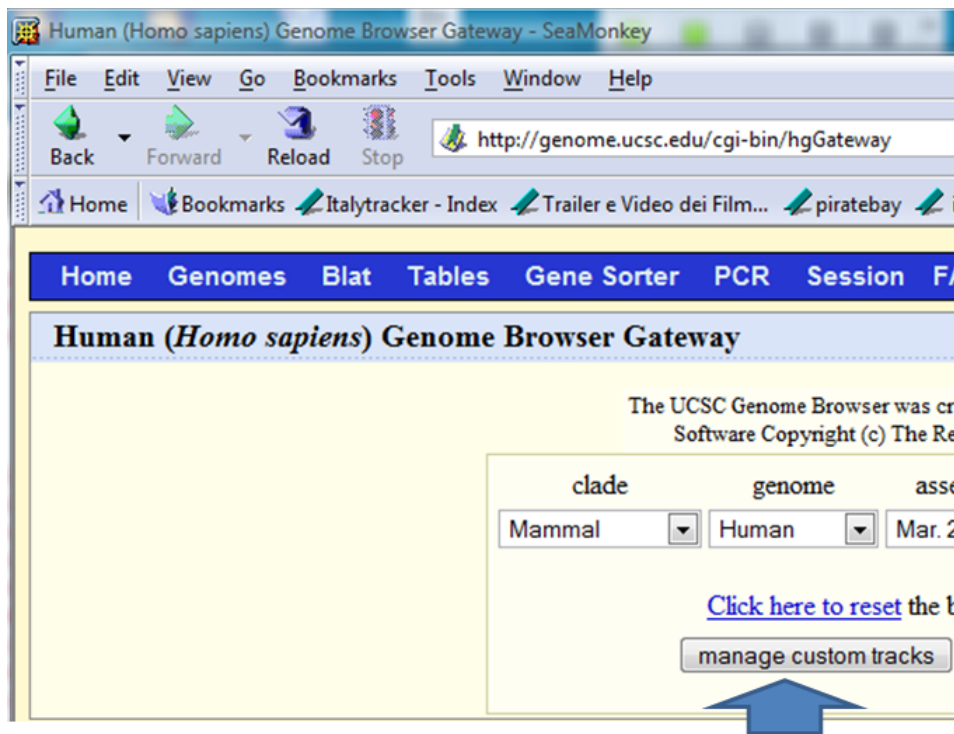 Human (Homo sapiens) Genome Browser Gateway - SeaMonkey
File Edit View Go Bookmarks Tools Window Help
Back Forward Reload Stop http://genome.ucsc.edu/cgi-bin/hgGateway
Home Bookmarks Italytracker - Index Trailer e Video dei Film... piratebay
Home Genomes Blat Tables Gene Sorter PCR Session
Human (Homo sapiens) Genome Browser Gateway
The UCSC Genome Browser was
Software Copyright (c) The
clade genome
Mammal Human Mar.
Click here to reset the
manage custom tracks